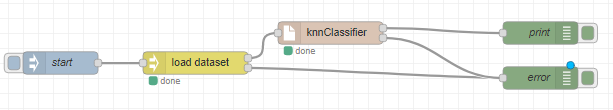 knnClassifier
print
done
start
load dataset
error
done